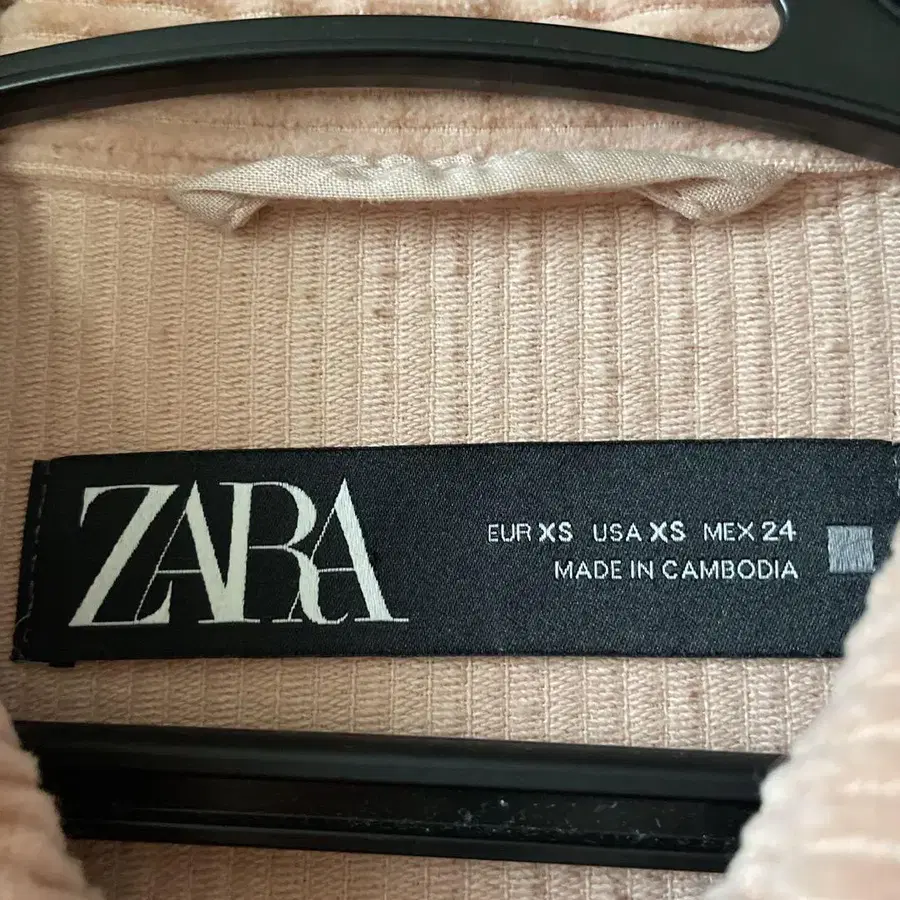 ZARA
EUR XS USA XS MEX 24
MADE IN CAMBODIA